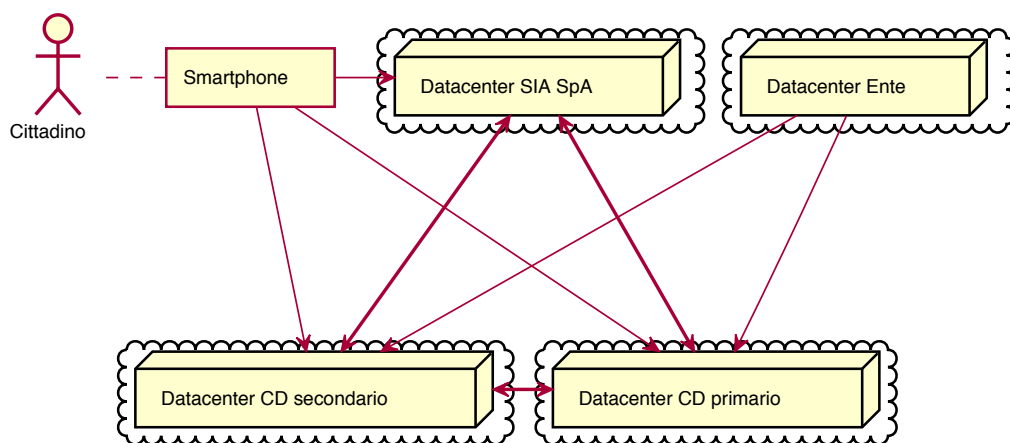 Smartphone
Datacenter SIA SpA
Datacenter Ente
Cittadino
Datacenter CD secondario
Datacenter CD primario